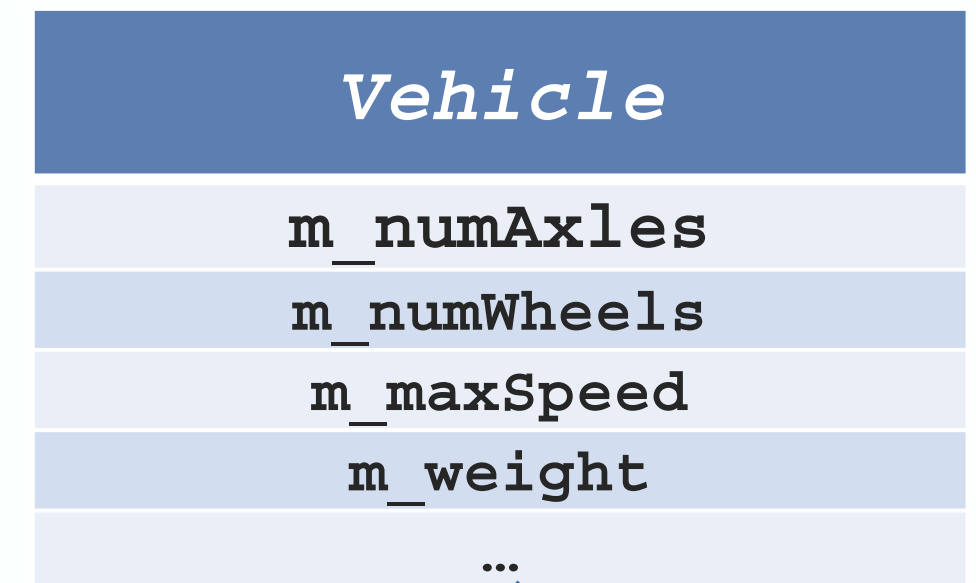 Vehicle
m_numAxles
m_numWheels
m_maxSpeed
m_weight
…